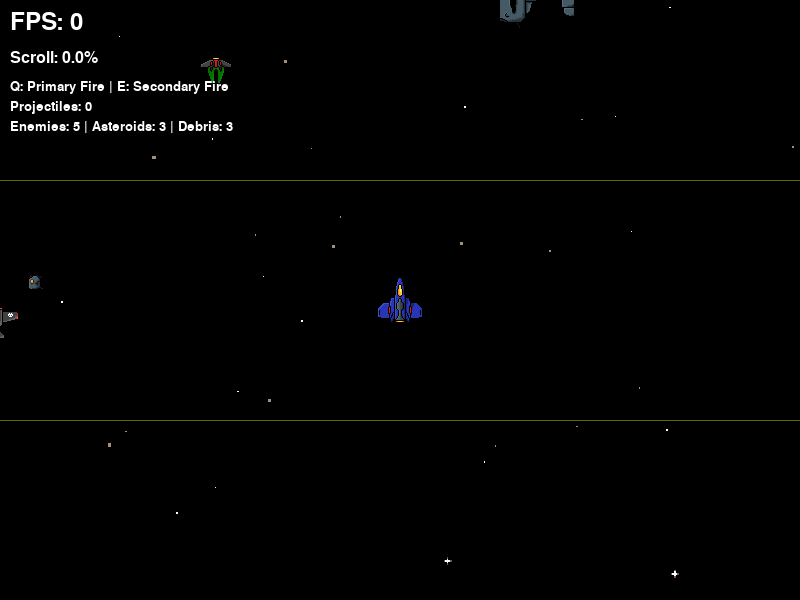 FPS: 0
Scroll: 0.0%
Q: Primary Fire | E: Secondary Fire
Projectiles: 0
Enemies: 5 | Asteroids: 3 | Debris: 3